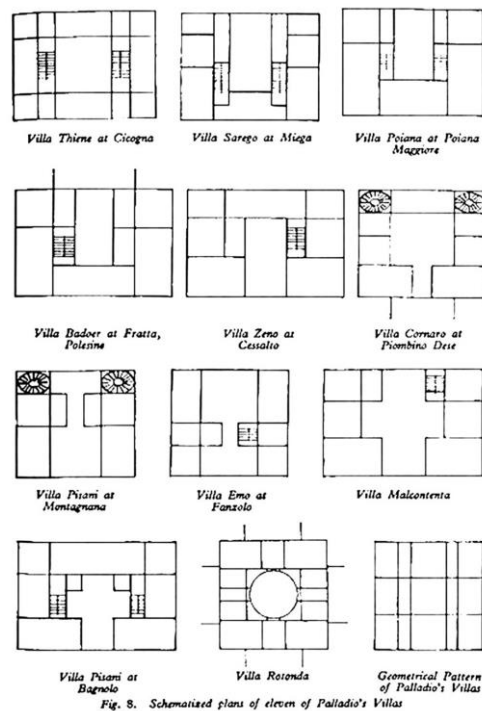 Villa Thiene at Cicogna
Villa Sarego at Miega
Villa Poiana at Poiana
Maggiore
Villa Badoer at Fratta,
Polesine
Villa Zeno at
Cessalto
Villa Cornaro at
Piombino Dese
Villa Pisani at
Montagnana
Villa Emo at
Fanzolo
Villa Malcontenta
Villa Pisani at
Bagnolo
Villa Rotonda
Geometrical Pattern
of Palladio's Villas
Fig. 8. Schematized plans of eleven of Palladio's Villas